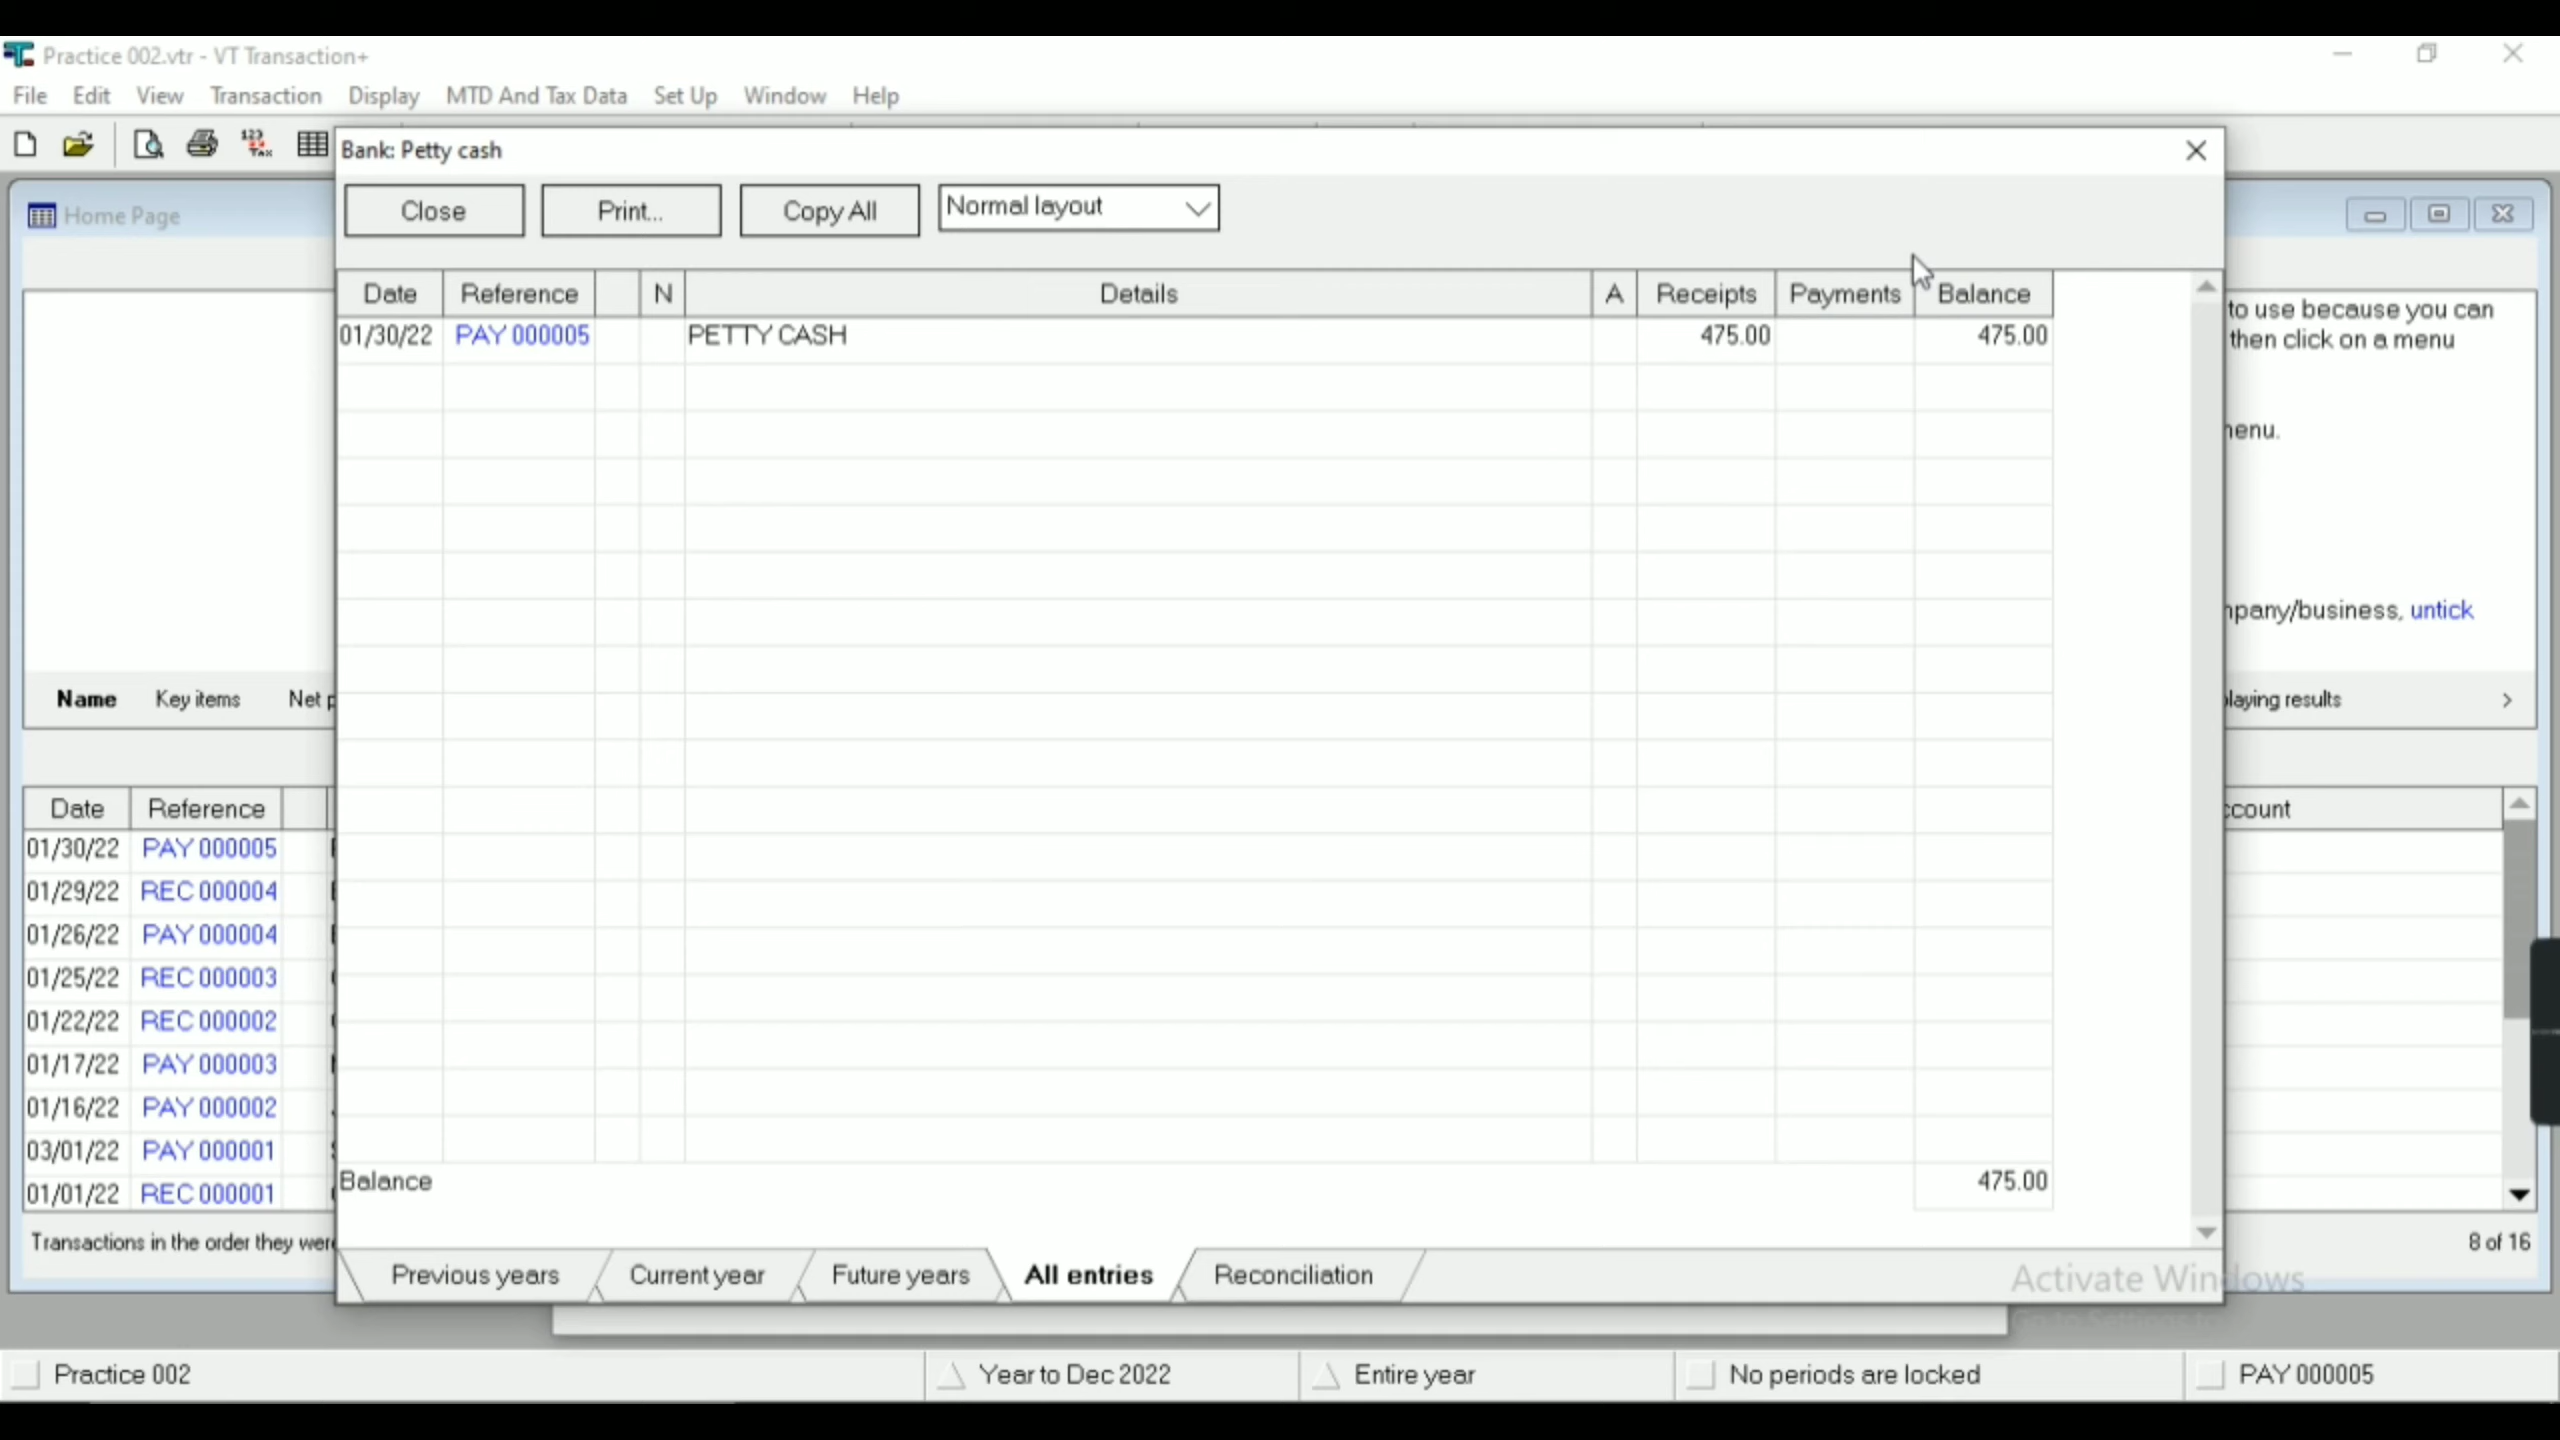 Practice 002.vtr - VT Transaction+
File Edit View Transaction Display MTD And Tax Data Set Up Window Help
Bank: Petty cash
Close Print... Copy All Normal layout
Home Page
Date Reference N Details A Receipts Payments Balance
01/30/22 PAY 000005 PETTY CASH 475.00 475.00
to use because you can
then click on a menu
enu.
pany/business, untick
Name Key items Net p
laying results
Date Reference
ccount
01/30/22 PAY 000005
01/29/22 REC 000004
01/26/22 PAY 000004
01/25/22 REC 000003
01/22/22 REC 000002
01/17/22 PAY 000003
01/16/22 PAY 000002
03/01/22 PAY 000001
01/01/22 REC 000001
Balance 475.00
Transactions in the order they were
8 of 16
Previous years Current year Future years All entries Reconciliation
Activate Windows
Practice 002 Year to Dec 2022 Entire year No periods are locked PAY 000005